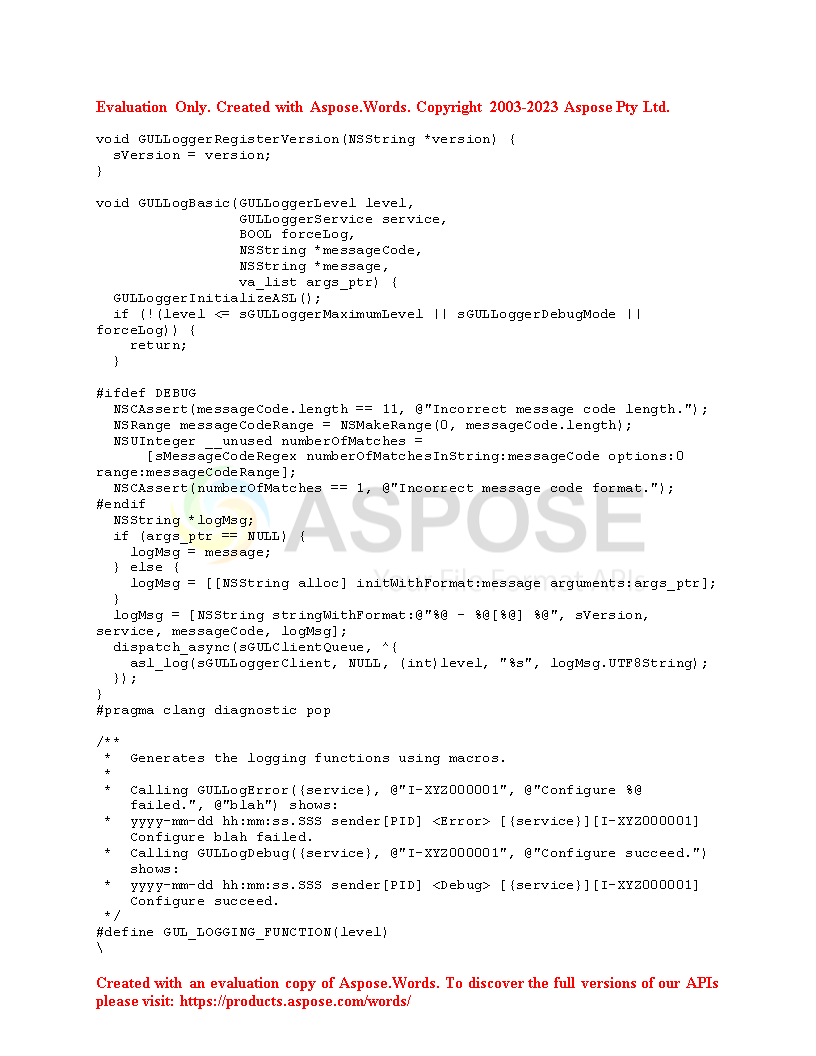 Evaluation Only. Created with Aspose.Words. Copyright 2003-2023 Aspose Pty Ltd.
void GULLoggerRegisterVersion(NSString *version) {
  sVersion = version;
}
void GULLogBasic(GULLoggerLevel level,
                 GULLoggerService service,
                 BOOL forceLog,
                 NSString *messageCode,
                 NSString *message,
                 va_list args_ptr) {
  GULLoggerInitializeASL();
  if (!(level <= sGULLoggerMaximumLevel || sGULLoggerDebugMode ||
forceLog)) {
    return;
  }
#ifdef DEBUG
  NSCAssert(messageCode.length == 11, @"Incorrect message code length.");
  NSRange messageCodeRange = NSMakeRange(0, messageCode.length);
  NSUInteger __unused numberOfMatches =
      [sMessageCodeRegex numberOfMatchesInString:messageCode options:0
range:messageCodeRange];
  NSCAssert(numberOfMatches == 1, @"Incorrect message code format.");
#endif
  NSString *logMsg;
  if (args_ptr == NULL) {
    logMsg = message;
  } else {
    logMsg = [[NSString alloc] initWithFormat:message arguments:args_ptr];
  }
  logMsg = [NSString stringWithFormat:@"%@ - %@[%@] %@", sVersion,
service, messageCode, logMsg];
  dispatch_async(sGULClientQueue, ^{
    asl_log(sGULLoggerClient, NULL, (int)level, "%s", logMsg.UTF8String);
  });
}
#pragma clang diagnostic pop
/**
 *  Generates the logging functions using macros.
 *
 *  Calling GULLogError({service}, @"I-XYZ000001", @"Configure %@
    failed.", @"blah") shows:
 *  yyyy-mm-dd hh:mm:ss.SSS sender[PID] <Error> [{service}][I-XYZ000001]
    Configure blah failed.
 *  Calling GULLogDebug({service}, @"I-XYZ000001", @"Configure succeed.")
    shows:
 *  yyyy-mm-dd hh:mm:ss.SSS sender[PID] <Debug> [{service}][I-XYZ000001]
    Configure succeed.
 */
#define GUL_LOGGING_FUNCTION(level)
\
ASPOSE
Your File Format APIs
Created with an evaluation copy of Aspose.Words. To discover the full versions of our APIs
please visit: https://products.aspose.com/words/